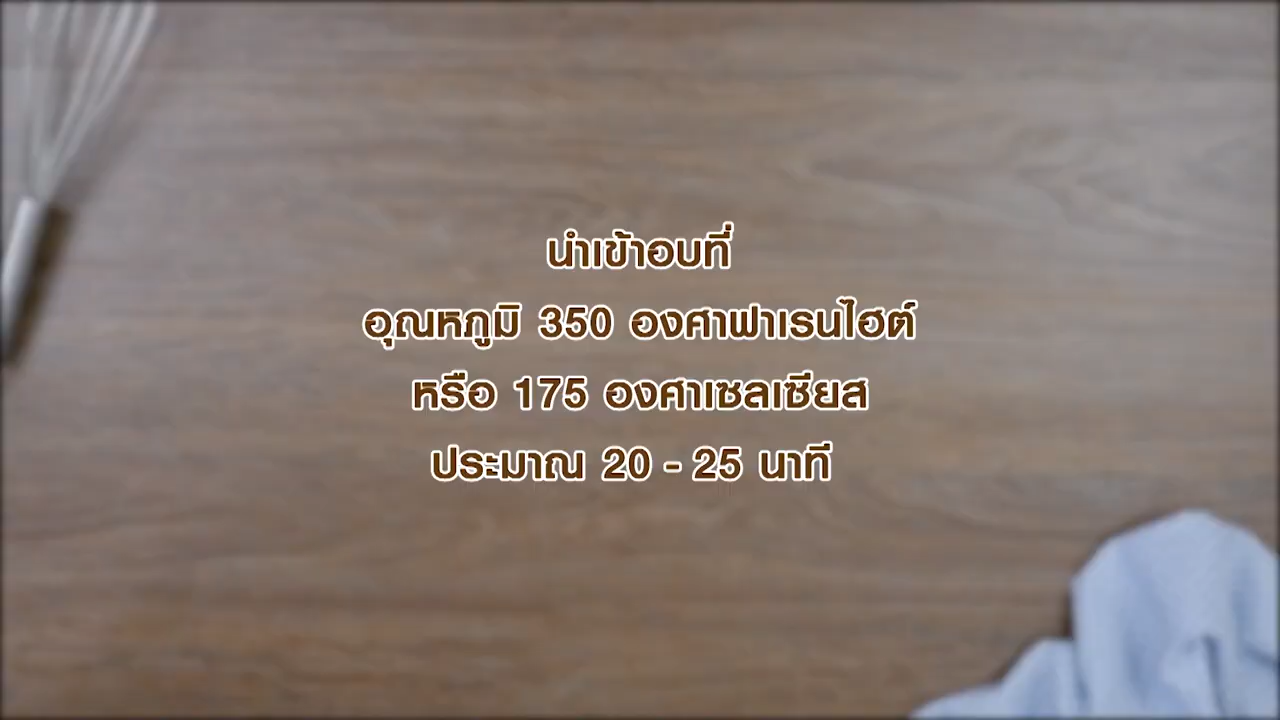 นำเข้าอบที่
อุณหภูมิ 350 องศาฟาเรนไฮต์
หรือ 175 องศาเซลเซียส
ประมาณ 20 - 25 นาที